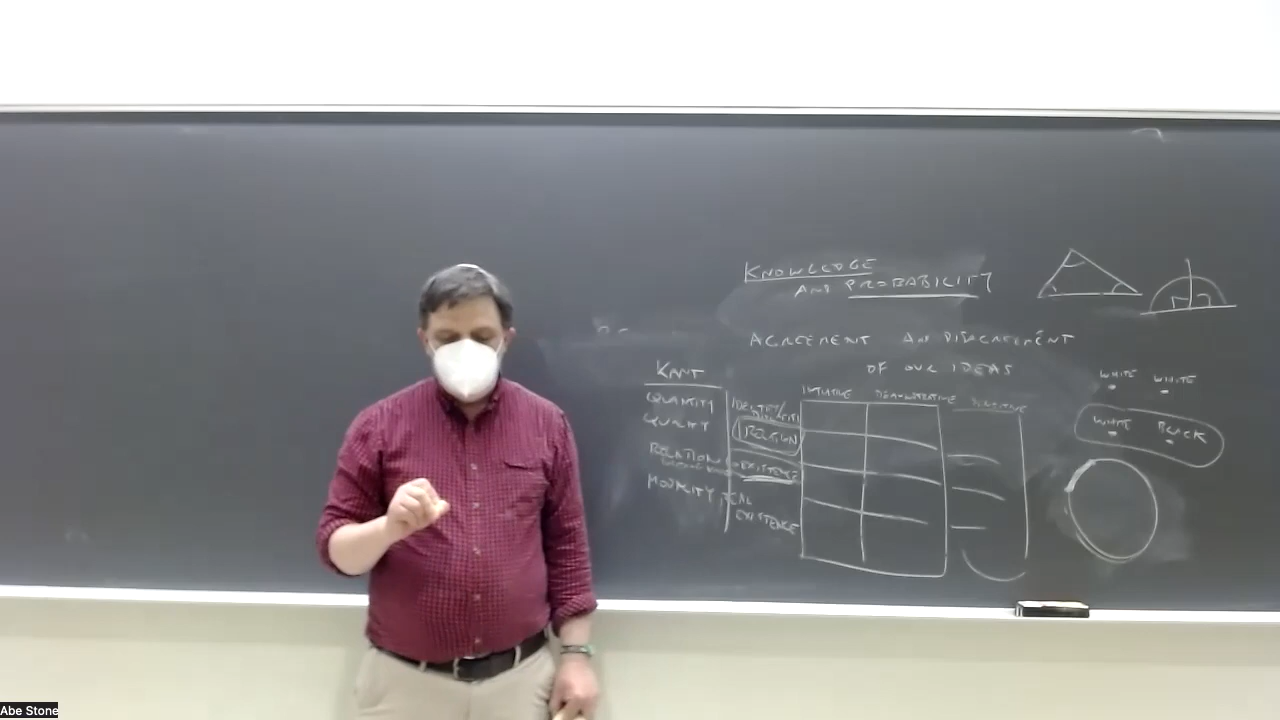 KNOWLEDGE
AND PROBABILITY
AGREEMENT AND DISAGREEMENT
OF OUR IDEAS
KANT
QUANTITY
QUALITY
RELATION
MODALITY
IDENTITY/
RELATION
EXISTENCE
REAL
EXISTENCE
INTUITIVE DEMONSTRATIVE SENSITIVE
WHITE WHITE
WHITE BLACK
Abe Stone